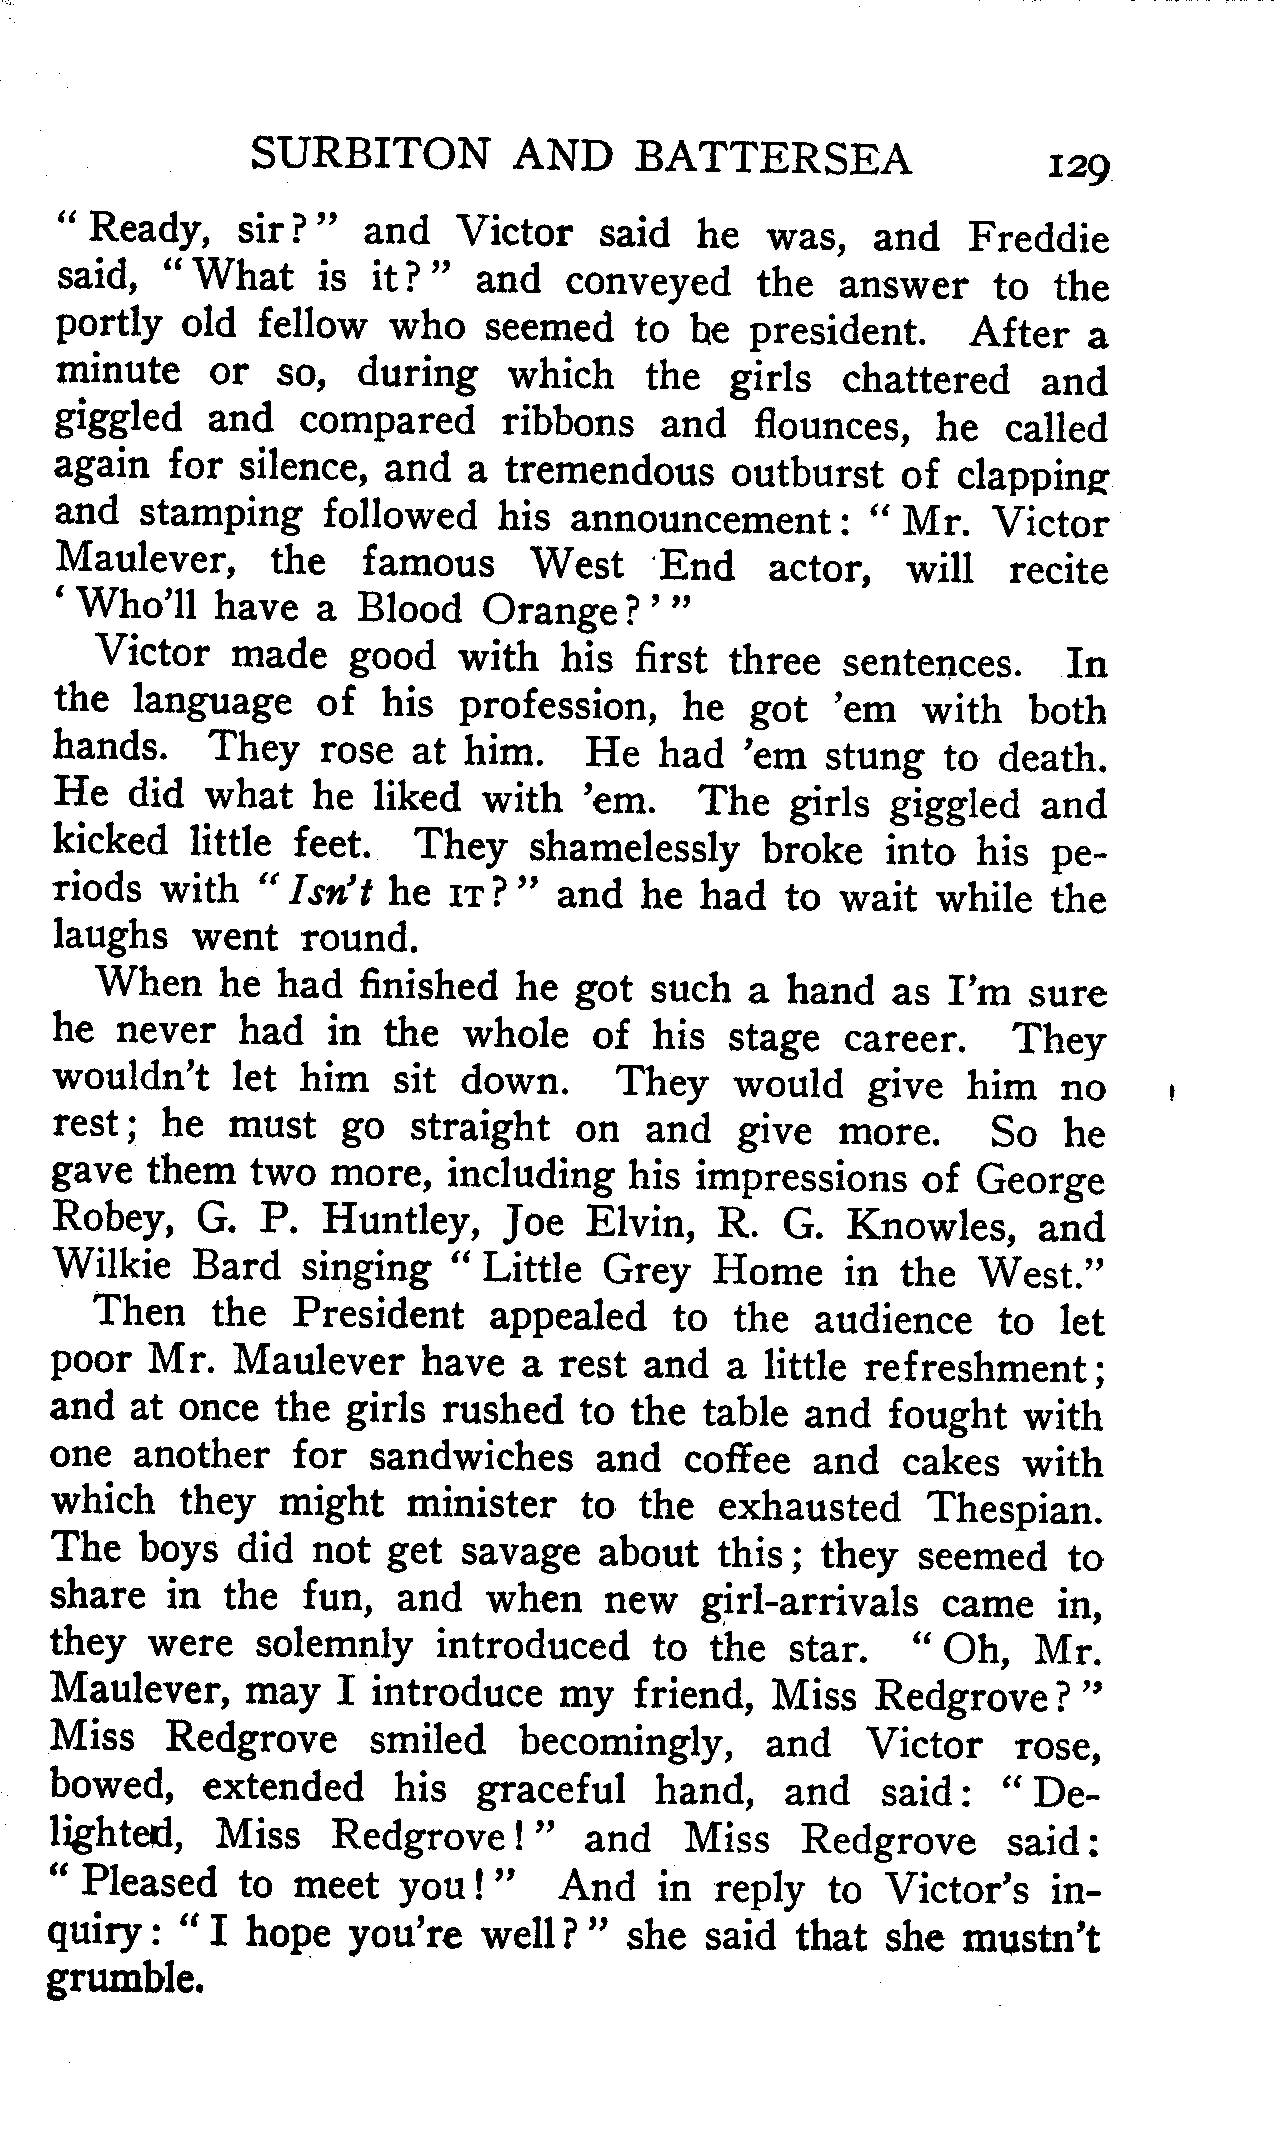 SURBITON AND BATTERSEA 129
“ Ready, sir? ” and Victor said he was, and Freddie
said, “ What is it? ” and conveyed the answer to the
portly old fellow who seemed to be president. After a
minute or so, during which the girls chattered and
giggled and compared ribbons and flounces, he called
again for silence, and a tremendous outburst of clapping
and stamping followed his announcement: “ Mr. Victor
Maulever, the famous West End actor, will recite
‘ Who'll have a Blood Orange? ’ ”
Victor made good with his first three sentences. In
the language of his profession, he got ’em with both
hands. They rose at him. He had ’em stung to death.
He did what he liked with ’em. The girls giggled and
kicked little feet. They shamelessly broke into his pe-
riods with “ Isn’t he IT? ” and he had to wait while the
laughs went round.
When he had finished he got such a hand as I’m sure
he never had in the whole of his stage career. They
wouldn’t let him sit down. They would give him no
rest; he must go straight on and give more. So he
gave them two more, including his impressions of George
Robey, G. P. Huntley, Joe Elvin, R. G. Knowles, and
Wilkie Bard singing “ Little Grey Home in the West.”
Then the President appealed to the audience to let
poor Mr. Maulever have a rest and a little refreshment;
and at once the girls rushed to the table and fought with
one another for sandwiches and coffee and cakes with
which they might minister to the exhausted Thespian.
The boys did not get savage about this; they seemed to
share in the fun, and when new girl-arrivals came in,
they were solemnly introduced to the star. “ Oh, Mr.
Maulever, may I introduce my friend, Miss Redgrove? ”
Miss Redgrove smiled becomingly, and Victor rose,
bowed, extended his graceful hand, and said: “ De-
lighted, Miss Redgrove! ” and Miss Redgrove said:
“ Pleased to meet you! ” And in reply to Victor’s in-
quiry: “ I hope you’re well? ” she said that she mustn’t
grumble.